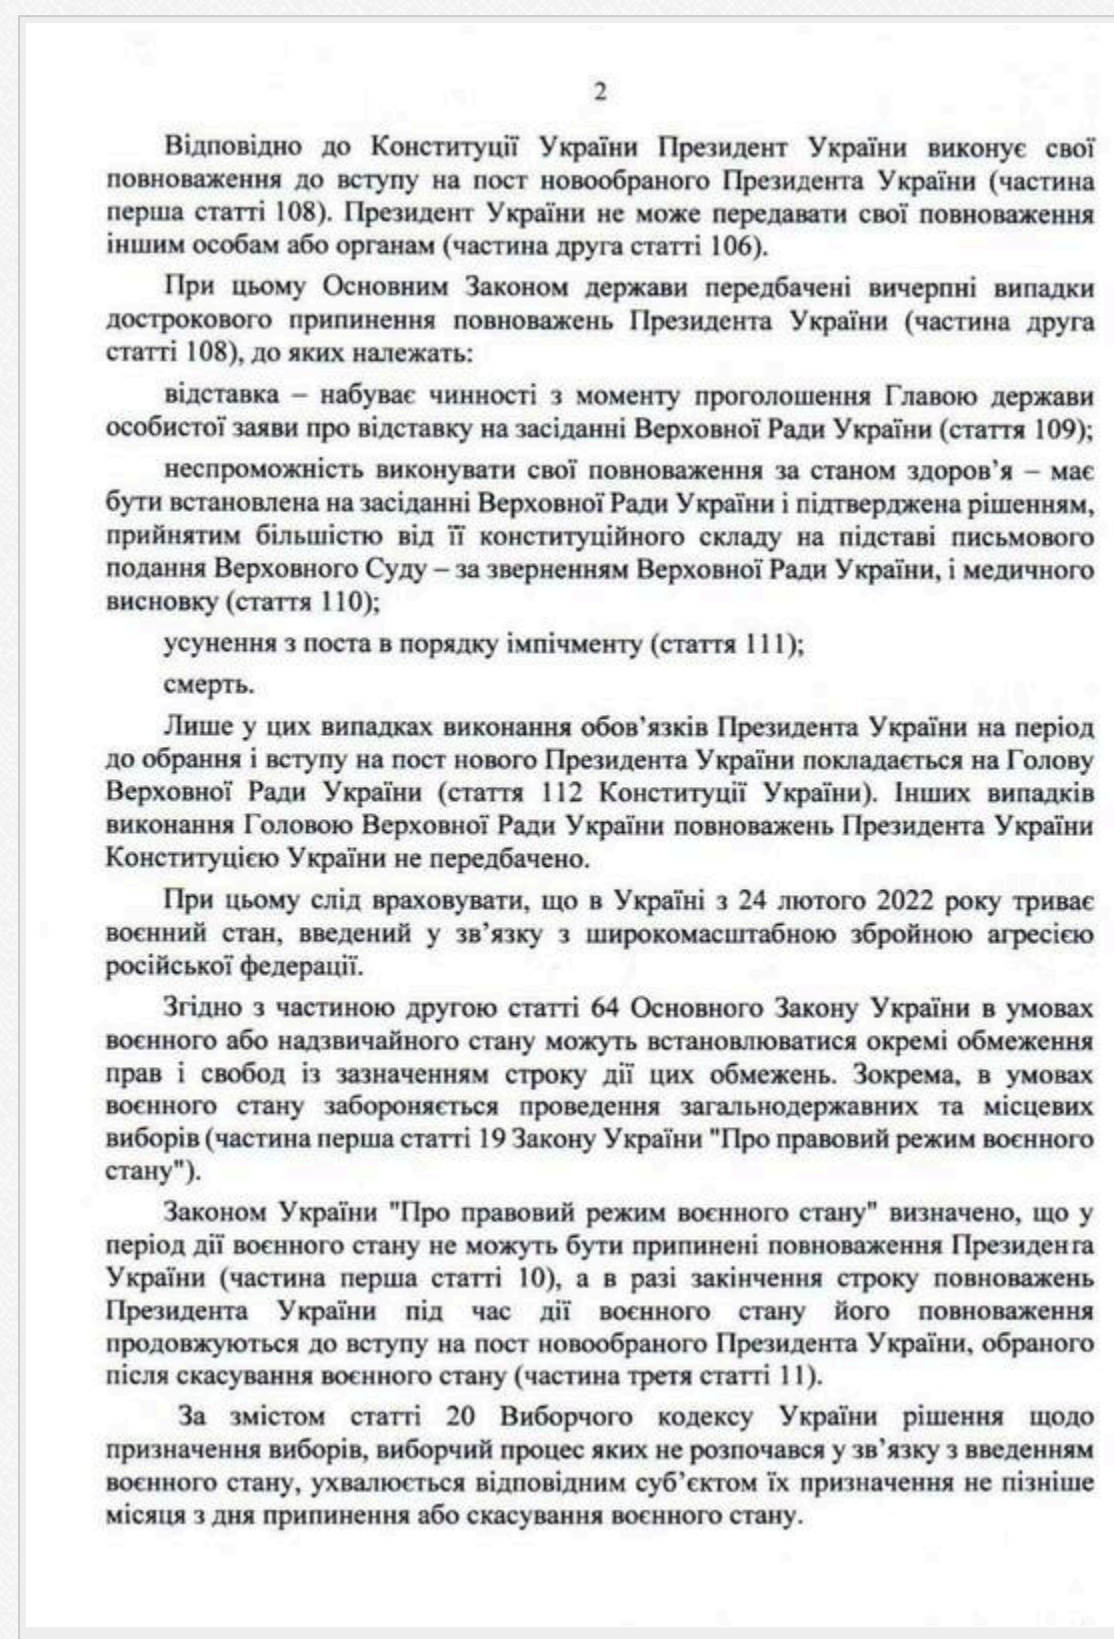 2
Відповідно до Конституції України Президент України виконує свої
повноваження до вступу на пост новообраного Президента України (частина
перша статті 108). Президент України не може передавати свої повноваження
іншим особам або органам (частина друга статті 106).
При цьому Основним Законом держави передбачені вичерпні випадки
дострокового припинення повноважень Президента України (частина друга
статті 108), до яких належать:
відставка – набуває чинності з моменту проголошення Главою держави
особистої заяви про відставку на засіданні Верховної Ради України (стаття 109);
неспроможність виконувати свої повноваження за станом здоров’я – має
бути встановлена на засіданні Верховної Ради України і підтверджена рішенням,
прийнятим більшістю від її конституційного складу на підставі письмового
подання Верховного Суду – за зверненням Верховної Ради України, і медичного
висновку (стаття 110);
усунення з поста в порядку імпічменту (стаття 111);
смерть.
Лише у цих випадках виконання обов’язків Президента України на період
до обрання і вступу на пост нового Президента України покладається на Голову
Верховної Ради України (стаття 112 Конституції України). Інших випадків
виконання Головою Верховної Ради України повноважень Президента України
Конституцією України не передбачено.
При цьому слід враховувати, що в Україні з 24 лютого 2022 року триває
воєнний стан, введений у зв’язку з широкомасштабною збройною агресією
російської федерації.
Згідно з частиною другою статті 64 Основного Закону України в умовах
воєнного або надзвичайного стану можуть встановлюватися окремі обмеження
прав і свобод із зазначенням строку дії цих обмежень. Зокрема, в умовах
воєнного стану забороняється проведення загальнодержавних та місцевих
виборів (частина перша статті 19 Закону України "Про правовий режим воєнного
стану").
Законом України "Про правовий режим воєнного стану" визначено, що у
період дії воєнного стану не можуть бути припинені повноваження Президента
України (частина перша статті 10), а в разі закінчення строку повноважень
Президента України під час дії воєнного стану його повноваження
продовжуються до вступу на пост новообраного Президента України, обраного
після скасування воєнного стану (частина третя статті 11).
За змістом статті 20 Виборчого кодексу України рішення щодо
призначення виборів, виборчий процес яких не розпочався у зв’язку з введенням
воєнного стану, ухвалюється відповідним суб’єктом їх призначення не пізніше
місяця з дня припинення або скасування воєнного стану.